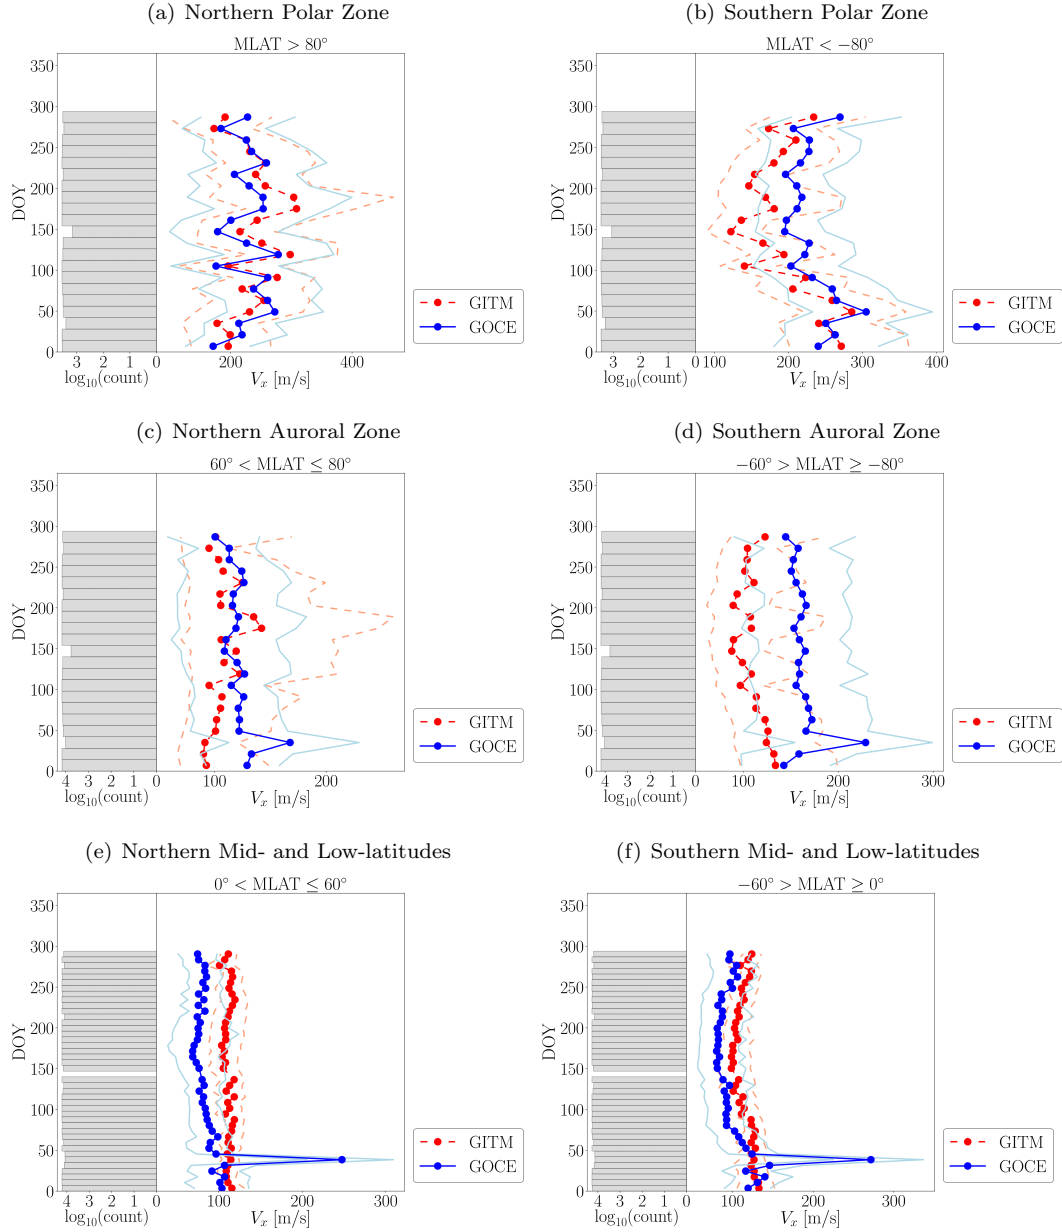 (a) Northern Polar Zone
MLAT > 80°
365
300
250
200
150
100
50
0
DOY
3 2 1 0
200 400
log₁₀(count)
Vₓ [m/s]
GITM
GOCE
(b) Southern Polar Zone
MLAT < −80°
365
300
250
200
150
100
50
0
DOY
3 2 1 0
100 200 300 400
log₁₀(count)
Vₓ [m/s]
GITM
GOCE
(c) Northern Auroral Zone
60° < MLAT ≤ 80°
365
300
250
200
150
100
50
0
DOY
4 3 2 1 0
100 200
log₁₀(count)
Vₓ [m/s]
GITM
GOCE
(d) Southern Auroral Zone
−60° > MLAT ≥ −80°
365
300
250
200
150
100
50
0
DOY
4 3 2 1 0
100 200 300
log₁₀(count)
Vₓ [m/s]
GITM
GOCE
(e) Northern Mid- and Low-latitudes
0° < MLAT ≤ 60°
365
300
250
200
150
100
50
0
DOY
4 3 2 1 0
100 200 300
log₁₀(count)
Vₓ [m/s]
GITM
GOCE
(f) Southern Mid- and Low-latitudes
−60° > MLAT ≥ 0°
365
300
250
200
150
100
50
0
DOY
4 3 2 1 0
100 200 300
log₁₀(count)
Vₓ [m/s]
GITM
GOCE